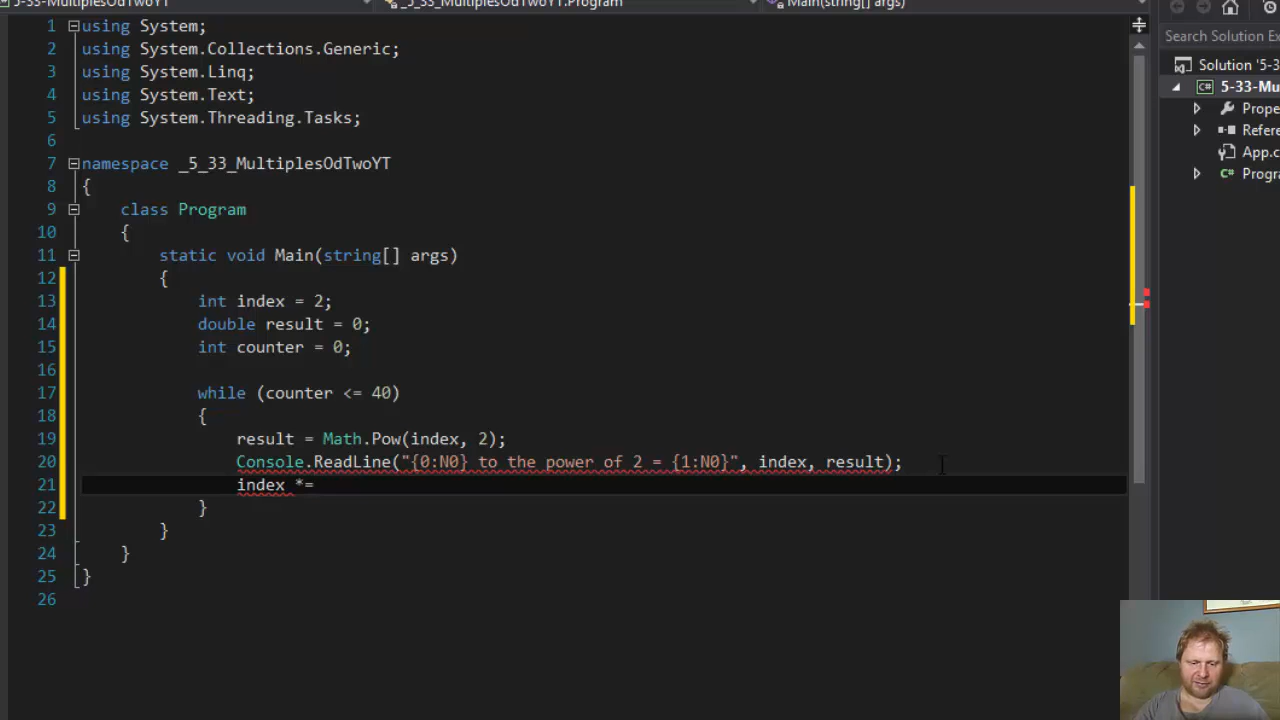 5-33-MultiplesOdTwoYT
_5_33_MultiplesOdTwoYT.Program
Main(string[] args)
Search Solution Ex
Solution '5-3
5-33-Mu
Prope
Refere
App.c
Progra
1 using System;
2 using System.Collections.Generic;
3 using System.Linq;
4 using System.Text;
5 using System.Threading.Tasks;
6
7 namespace _5_33_MultiplesOdTwoYT
8 {
9 class Program
10 {
11 static void Main(string[] args)
12 {
13 int index = 2;
14 double result = 0;
15 int counter = 0;
16
17 while (counter <= 40)
18 {
19 result = Math.Pow(index, 2);
20 Console.ReadLine("{0:N0} to the power of 2 = {1:N0}", index, result);
21 index *=
22 }
23 }
24 }
25 }
26